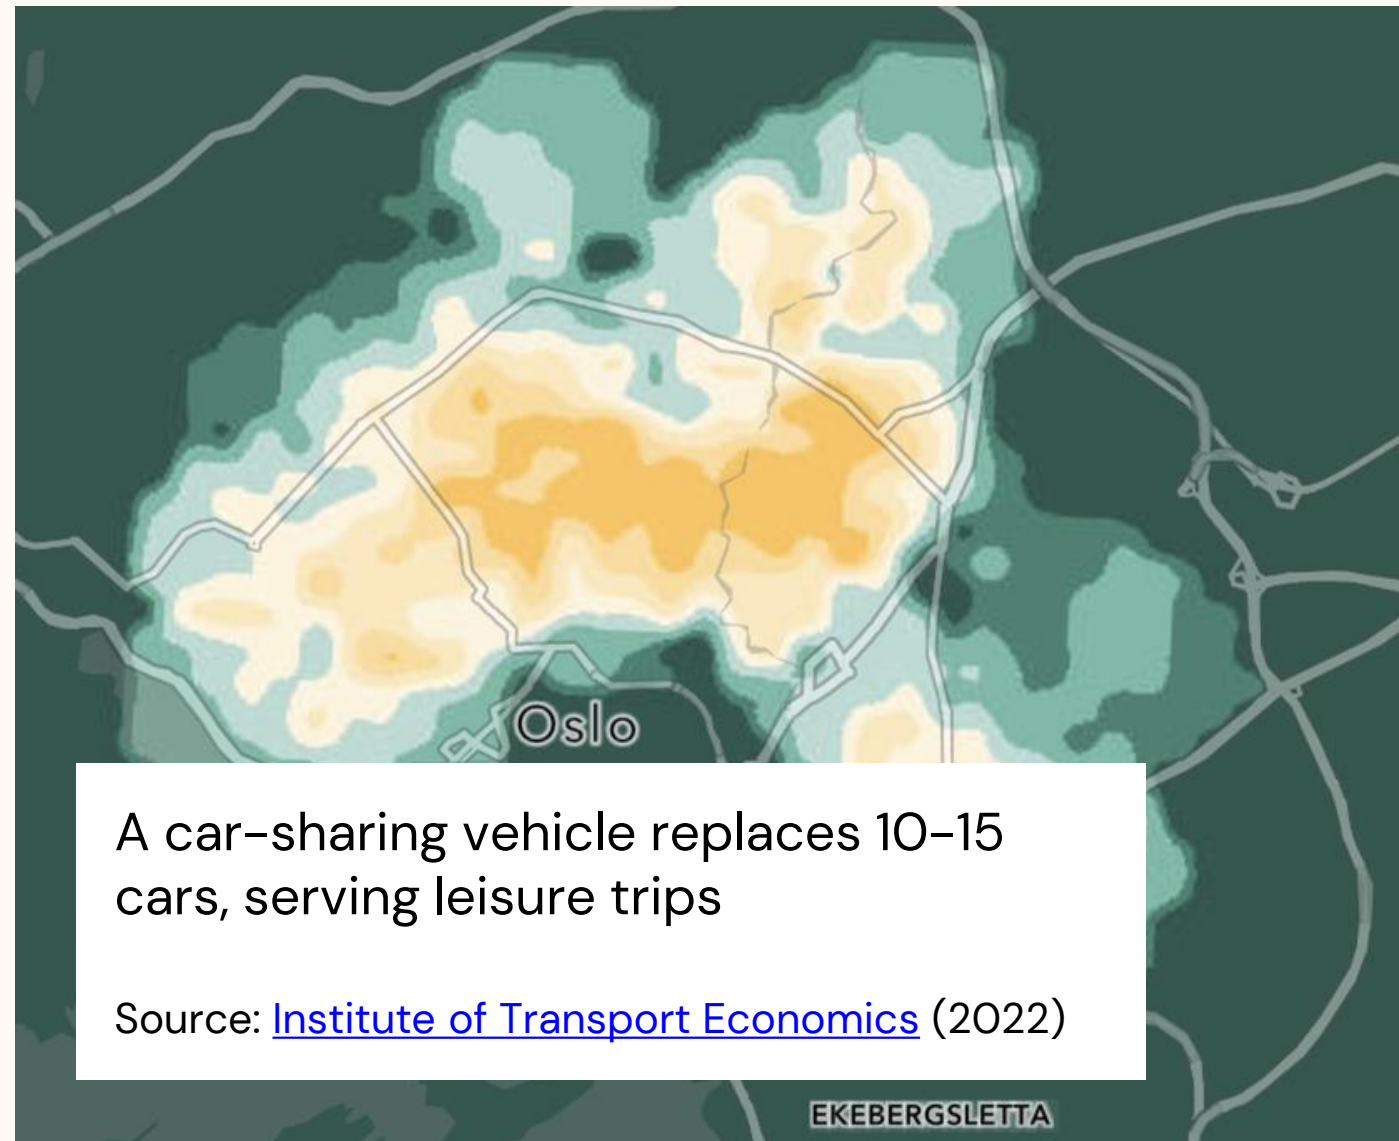 Oslo
A car-sharing vehicle replaces 10-15
cars, serving leisure trips
Source: Institute of Transport Economics (2022)
EKEBERGSLETTA